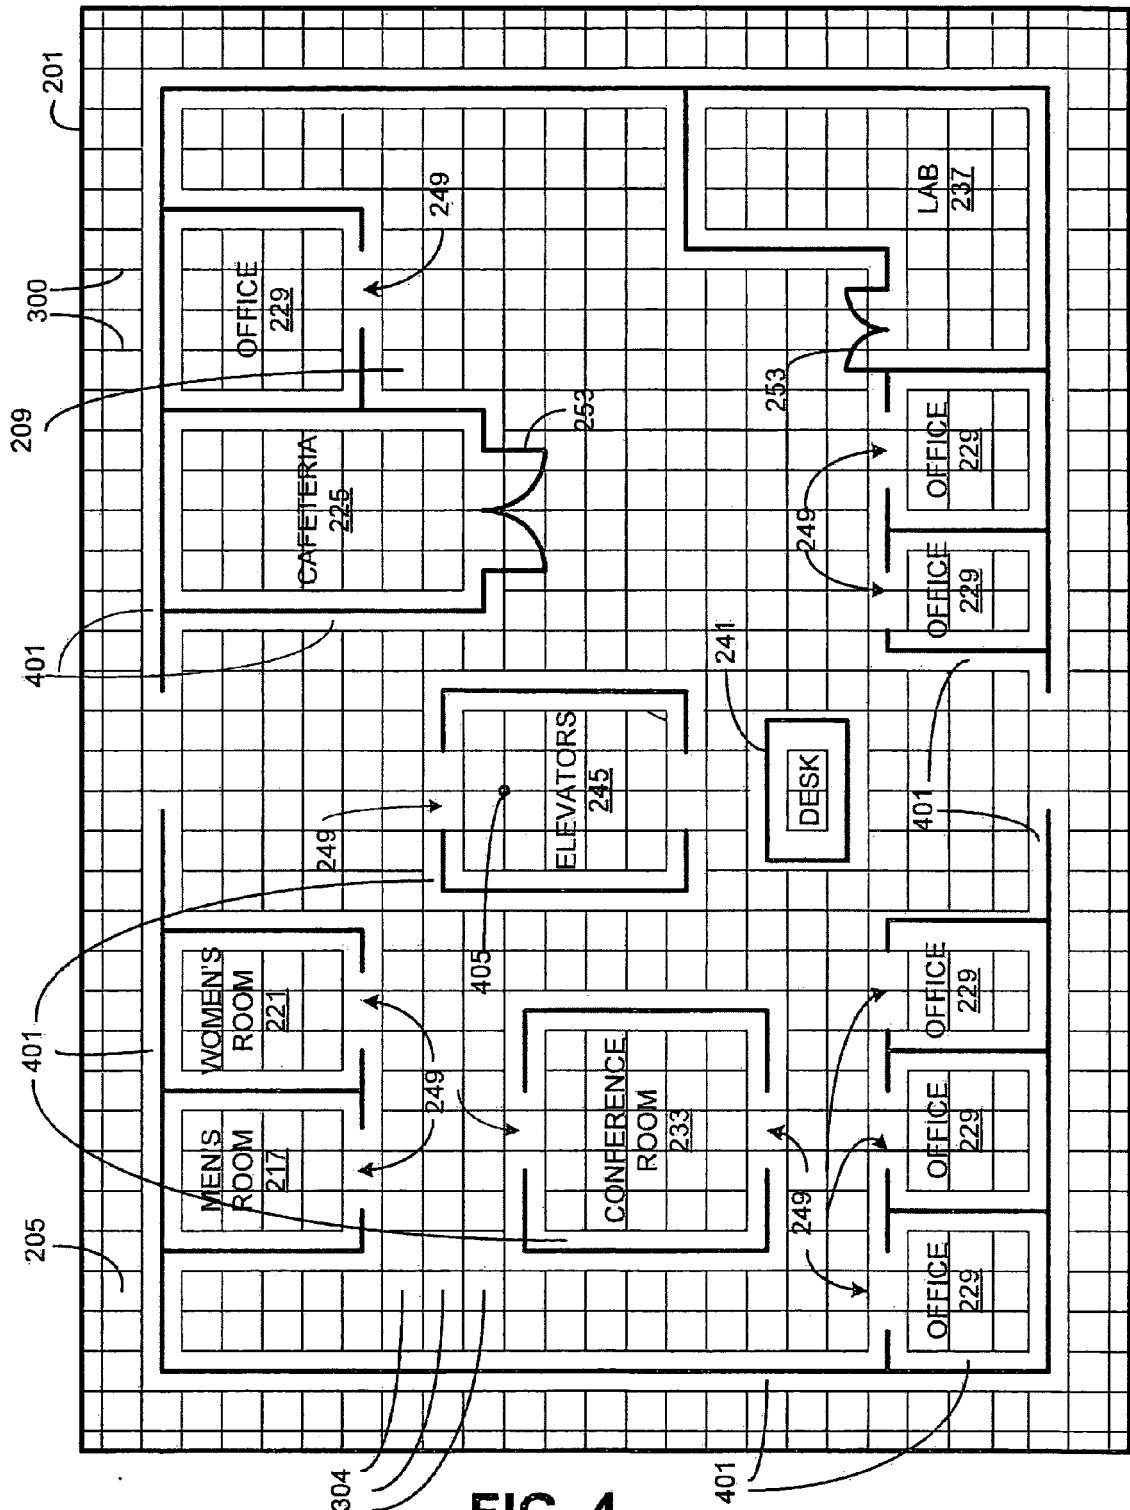 205
401
401
209
300
201
MEN'S
ROOM
217
WOMEN'S
ROOM
221
CAFETERIA
225
OFFICE
229
304
249
249
249
405
253
CONFERENCE
ROOM
233
ELEVATORS
245
401
241
253
249
DESK
249
401
OFFICE
229
OFFICE
229
OFFICE
229
OFFICE
229
OFFICE
229
LAB
237
FIG. 4